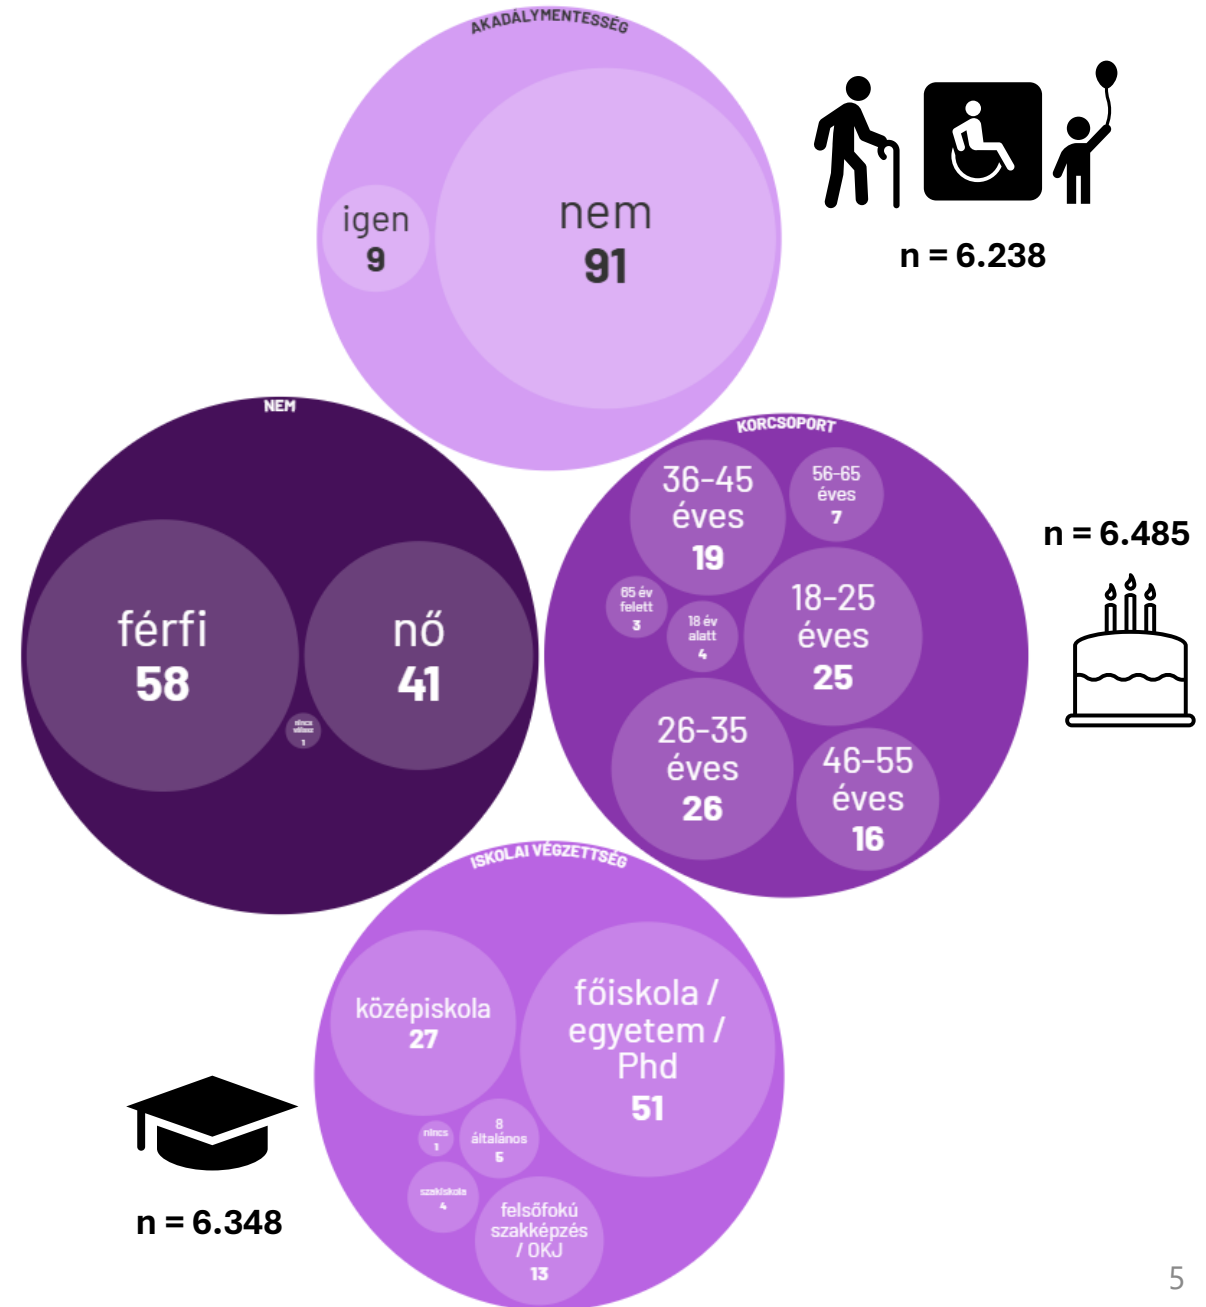 AKADÁLYMENTESSÉG
igen
9
nem
91
n = 6.238
NEM
férfi
58
nő
41
nincs
válasz
1
KORCSOPORT
36-45
éves
19
56-65
éves
7
65 év
felett
3
18 év
alatt
4
18-25
éves
25
26-35
éves
26
46-55
éves
16
n = 6.485
ISKOLAI VÉGZETTSÉG
középiskola
27
főiskola /
egyetem /
Phd
51
nincs
1
8
általános
5
szakiskola
4
felsőfokú
szakképzés
/ OKJ
13
n = 6.348
5